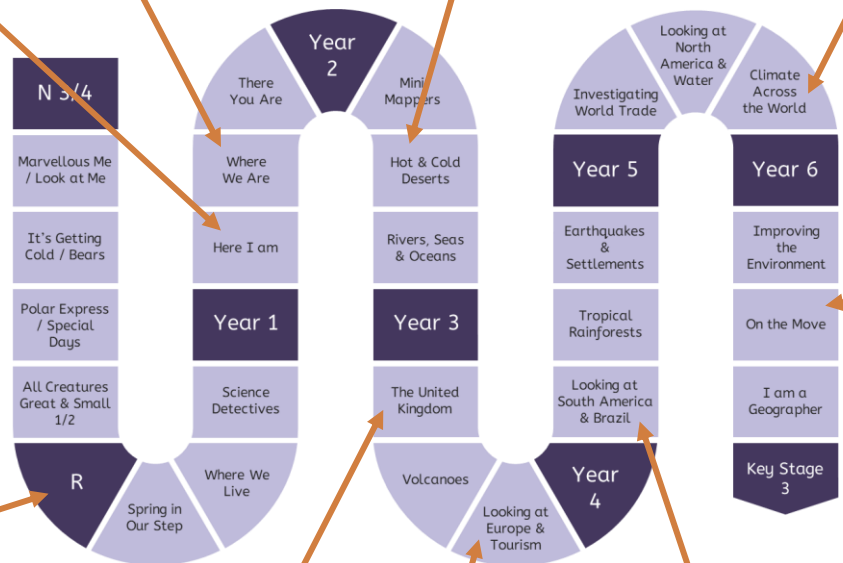 N 3/4
Marvellous Me
/ Look at Me
It's Getting
Cold / Bears
Polar Express
/ Special
Days
All Creatures
Great & Small
1/2
R
Spring in
Our Step
Where We
Live
Science
Detectives
Year 1
Here I am
Where
We Are
There
You Are
Year
2
Mini
Mappers
Hot & Cold
Deserts
Rivers, Seas
& Oceans
Year 3
The United
Kingdom
Volcanoes
Looking at
Europe &
Tourism
Year
4
Looking at
South America
& Brazil
Tropical
Rainforests
Earthquakes
&
Settlements
Year 5
Investigating
World Trade
Looking at
North
America &
Water
Climate
Across
the World
Year 6
Improving
the
Environment
On the Move
I am a
Geographer
Key Stage
3